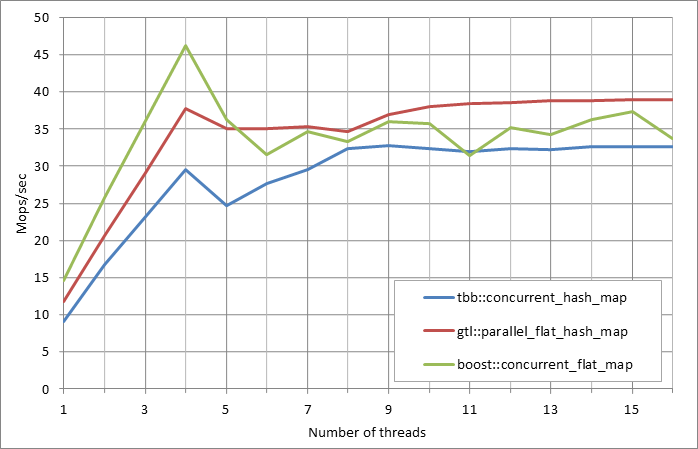 50
45
40
35
30
25
20
15
10
5
0
Mops/sec
tbb::concurrent_hash_map
gtl::parallel_flat_hash_map
boost::concurrent_flat_map
1 3 5 7 9 11 13 15
Number of threads